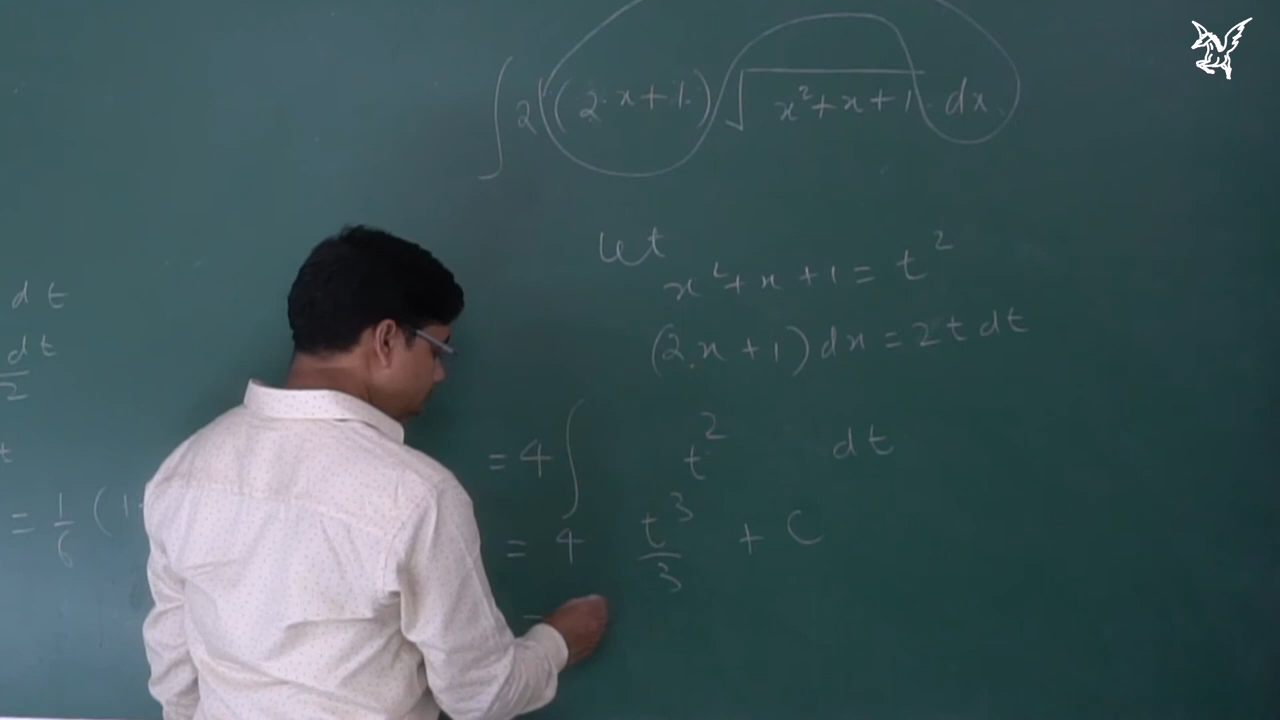 ∫ 2 (2x+1) √(x²+x+1) dx
let
x²+x+1 = t²
(2x+1) dx = 2t dt
= 4 ∫ t² dt
= 4 t³/3 + C
=
dt
dt/2
t
= 1/6 (1